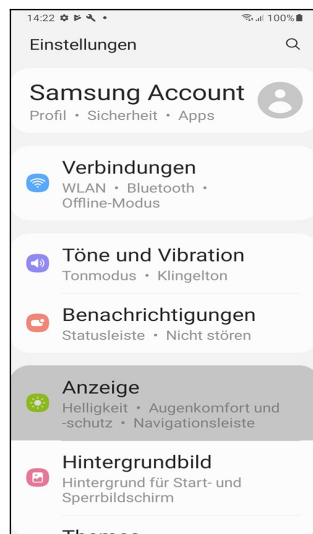 14:22 100%
Einstellungen
Samsung Account
Profil • Sicherheit • Apps
Verbindungen
WLAN • Bluetooth •
Offline-Modus
Töne und Vibration
Tonmodus • Klingelton
Benachrichtigungen
Statusleiste • Nicht stören
Anzeige
Helligkeit • Augenkomfort und
-schutz • Navigationsleiste
Hintergrundbild
Hintergrund für Start- und
Sperrbildschirm
Themes